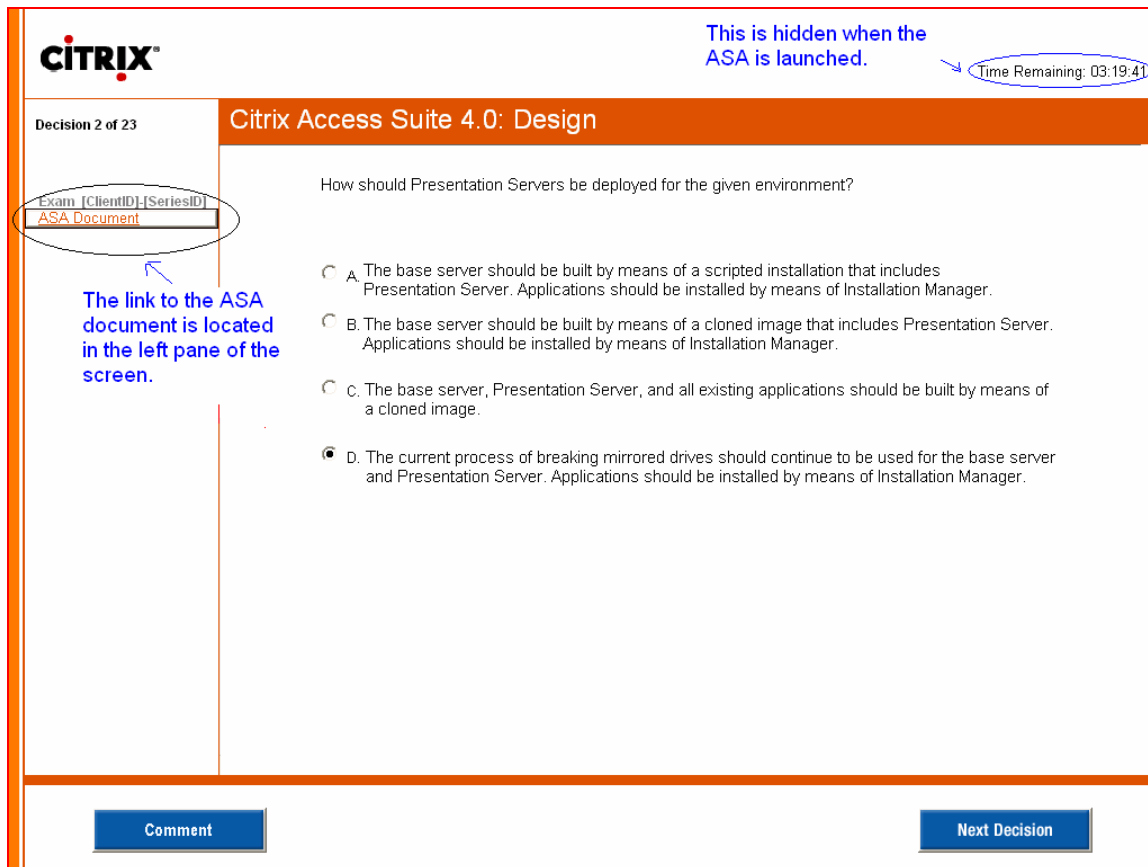 CITRIX®
This is hidden when the
ASA is launched.
Time Remaining: 03:19:41
Decision 2 of 23
Citrix Access Suite 4.0: Design
Exam [ClientID]-[SeriesID]
ASA Document
The link to the ASA
document is located
in the left pane of the
screen.
How should Presentation Servers be deployed for the given environment?
A. The base server should be built by means of a scripted installation that includes
Presentation Server. Applications should be installed by means of Installation Manager.
B. The base server should be built by means of a cloned image that includes Presentation Server.
Applications should be installed by means of Installation Manager.
C. The base server, Presentation Server, and all existing applications should be built by means of
a cloned image.
D. The current process of breaking mirrored drives should continue to be used for the base server
and Presentation Server. Applications should be installed by means of Installation Manager.
Comment
Next Decision